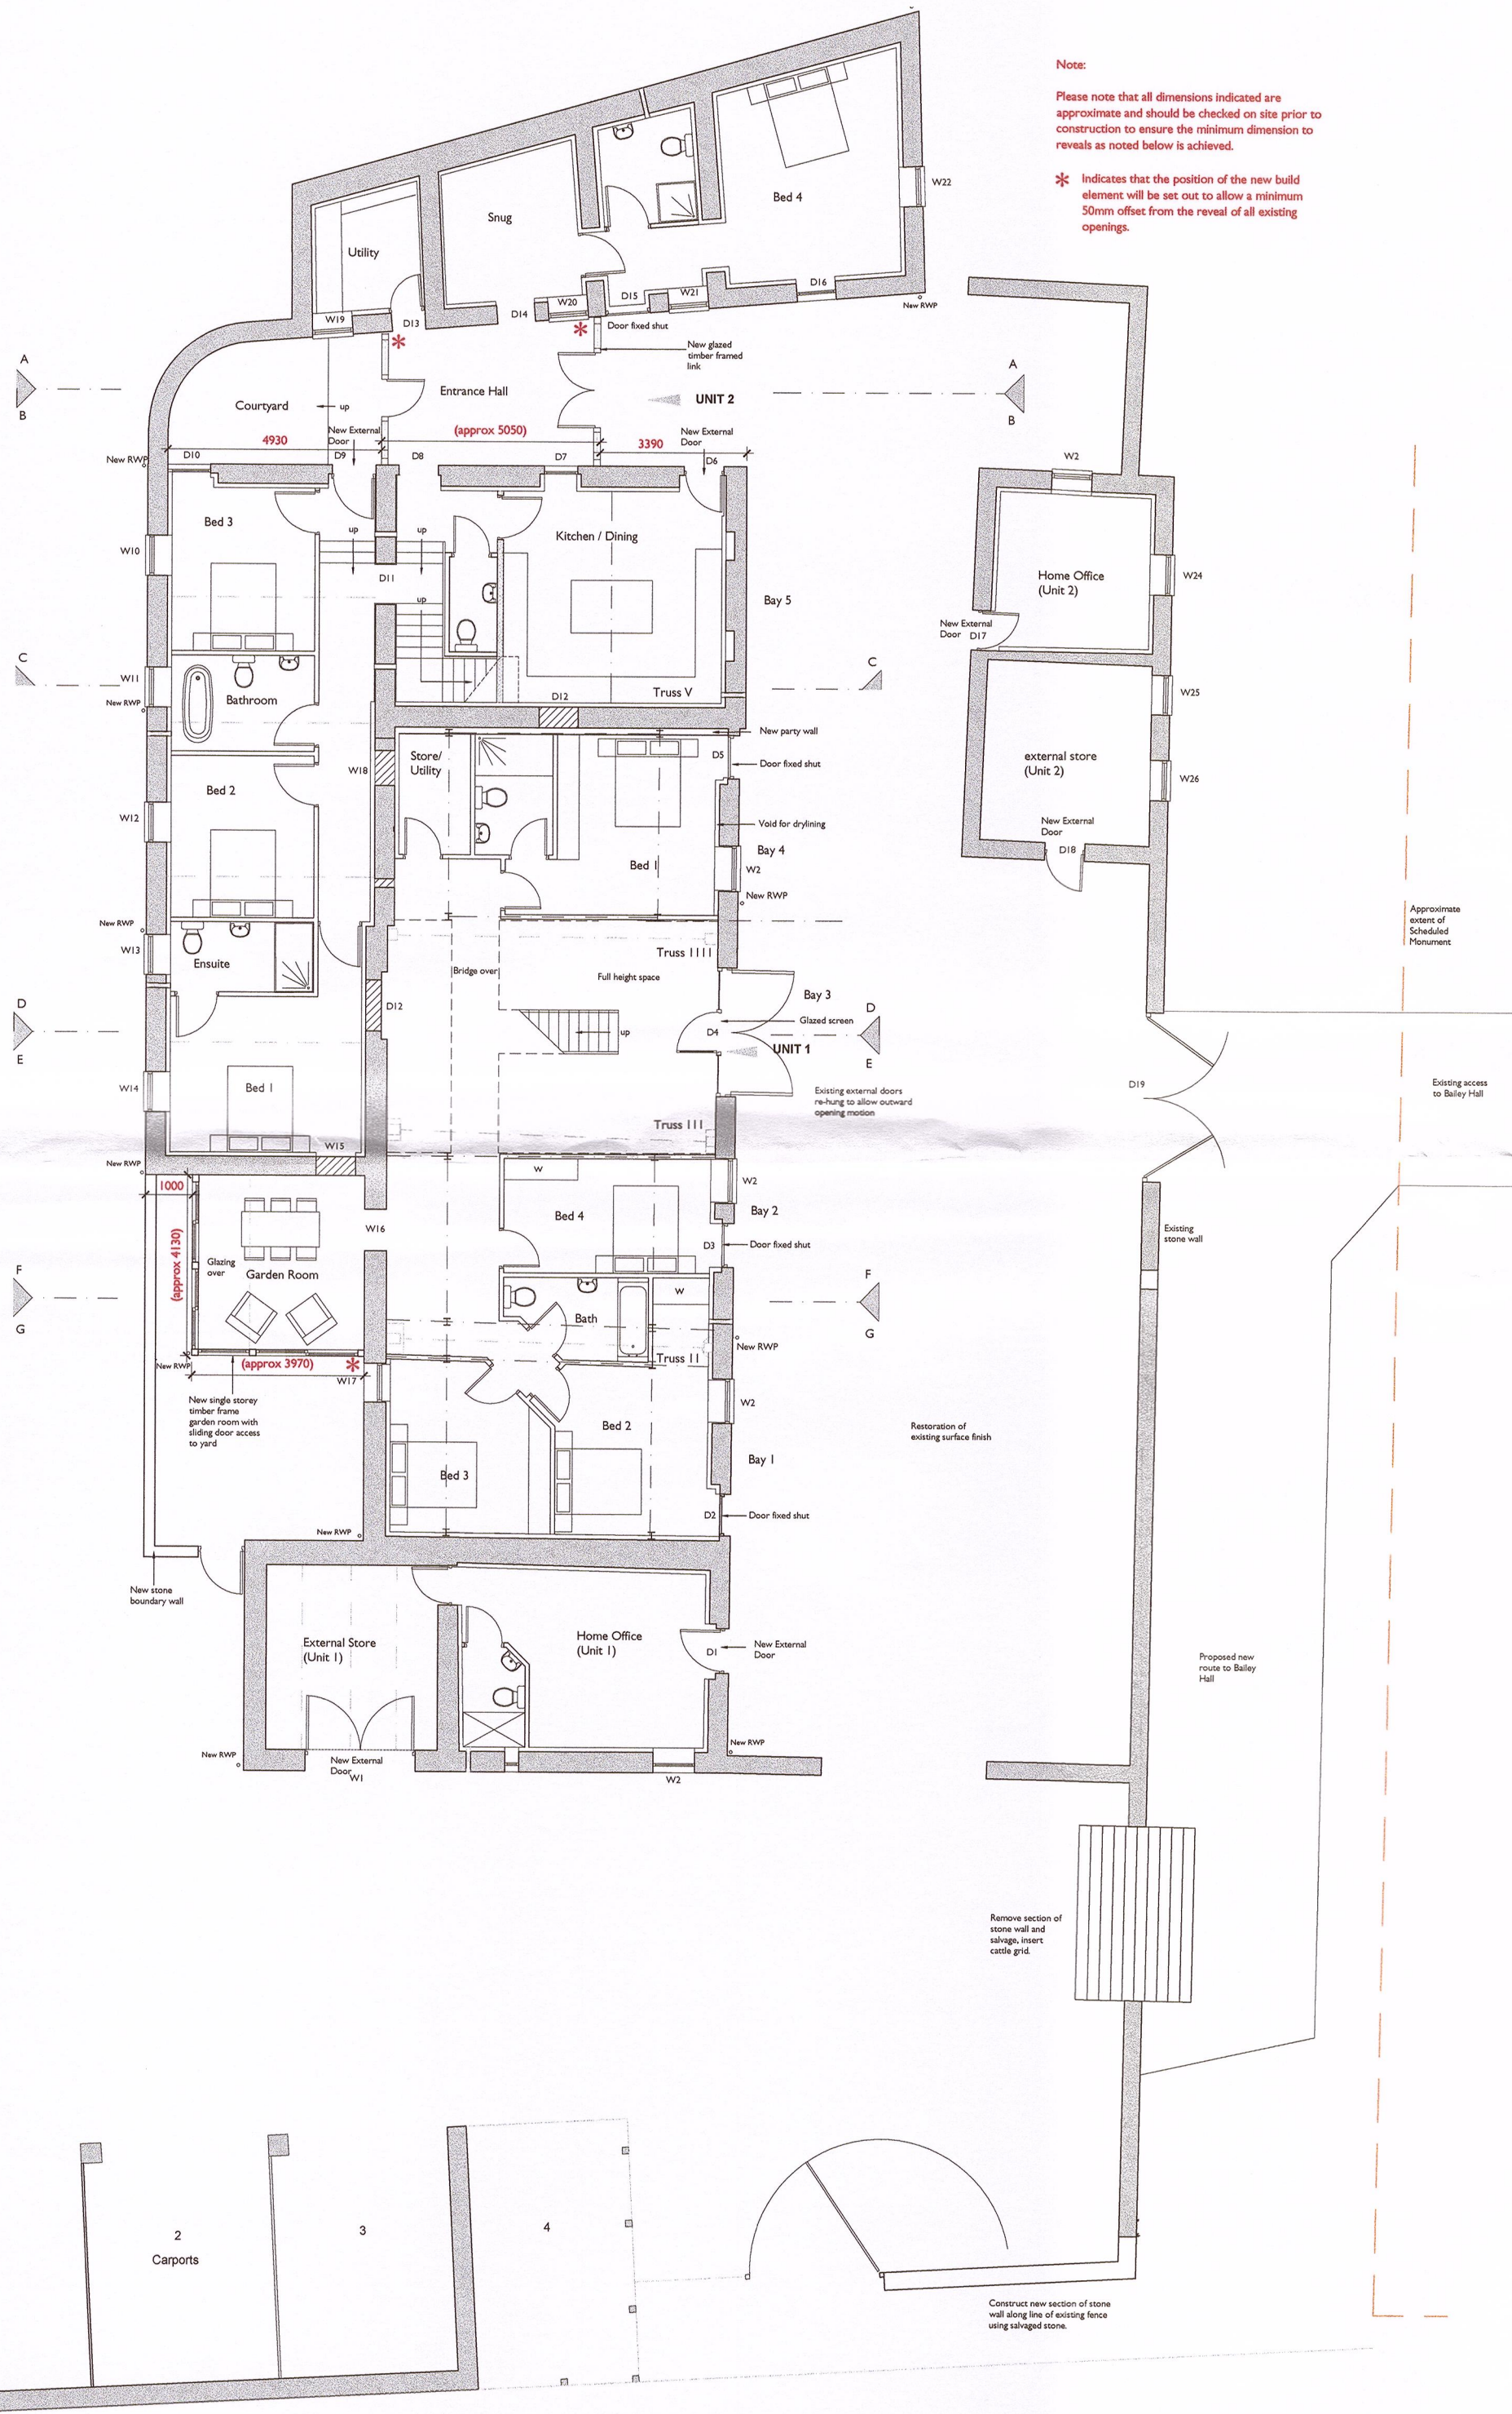 Note:
Please note that all dimensions indicated are
approximate and should be checked on site prior to
construction to ensure the minimum dimension to
reveals as noted below is achieved.
* Indicates that the position of the new build
element will be set out to allow a minimum
50mm offset from the reveal of all existing
openings.
Bed 4
W22
Snug
Utility
D16
W21
D15
W20
D14
New RWP
W19
D13
*
*
Door fixed shut
New glazed
timber framed
link
A
B
Courtyard
up
Entrance Hall
UNIT 2
A
B
4930
New External
Door
(approx 5050)
3390
New External
Door
New RWP
D10
D9
D8
D7
D6
W2
Bed 3
Kitchen / Dining
W10
up
up
D11
up
Bay 5
Home Office
(Unit 2)
W24
New External
Door D17
C
W11
New RWP
Bathroom
D12
Truss V
C
W25
New party wall
Store/
Utility
D5
Door fixed shut
W18
external store
(Unit 2)
W26
Bed 2
W12
Void for drylining
New External
Door
D18
Bay 4
Bed 1
W2
New RWP
New RWP
Approximate
extent of
Scheduled
Monument
W13
Ensuite
Truss IIII
Bridge over
Full height space
Bay 3
D
E
D12
Glazed screen
D4
up
D
E
UNIT 1
W14
Bed 1
Existing external doors
re-hung to allow outward
opening motion
D19
Existing access
to Bailey Hall
Truss III
W15
New RWP
1000
W
W2
Bay 2
Bed 4
W16
D3
Door fixed shut
Existing
stone wall
(approx 4130)
Glazing
over
Garden Room
F
G
F
G
W
Bath
New RWP
Truss II
New RWP
(approx 3970)
*
W17
New single storey
timber frame
garden room with
sliding door access
to yard
W2
Bed 2
Restoration of
existing surface finish
Bay 1
Bed 3
D2
Door fixed shut
New RWP
New stone
boundary wall
External Store
(Unit 1)
Home Office
(Unit 1)
D1
New External
Door
Proposed new
route to Bailey
Hall
New RWP
New External
Door
W1
W2
New RWP
Remove section of
stone wall and
salvage, insert
cattle grid.
2
Carports
3
4
Construct new section of stone
wall along line of existing fence
using salvaged stone.